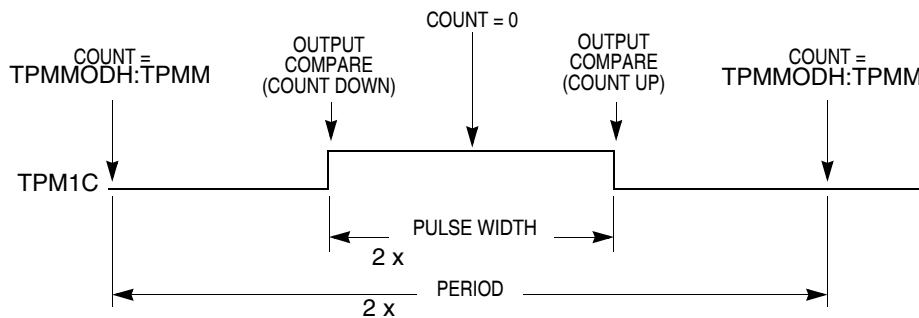 COUNT = 0
COUNT =
TPMMODH:TPMM
OUTPUT
COMPARE
(COUNT DOWN)
OUTPUT
COMPARE
(COUNT UP)
COUNT =
TPMMODH:TPMM
TPM1C
PULSE WIDTH
2 x
PERIOD
2 x